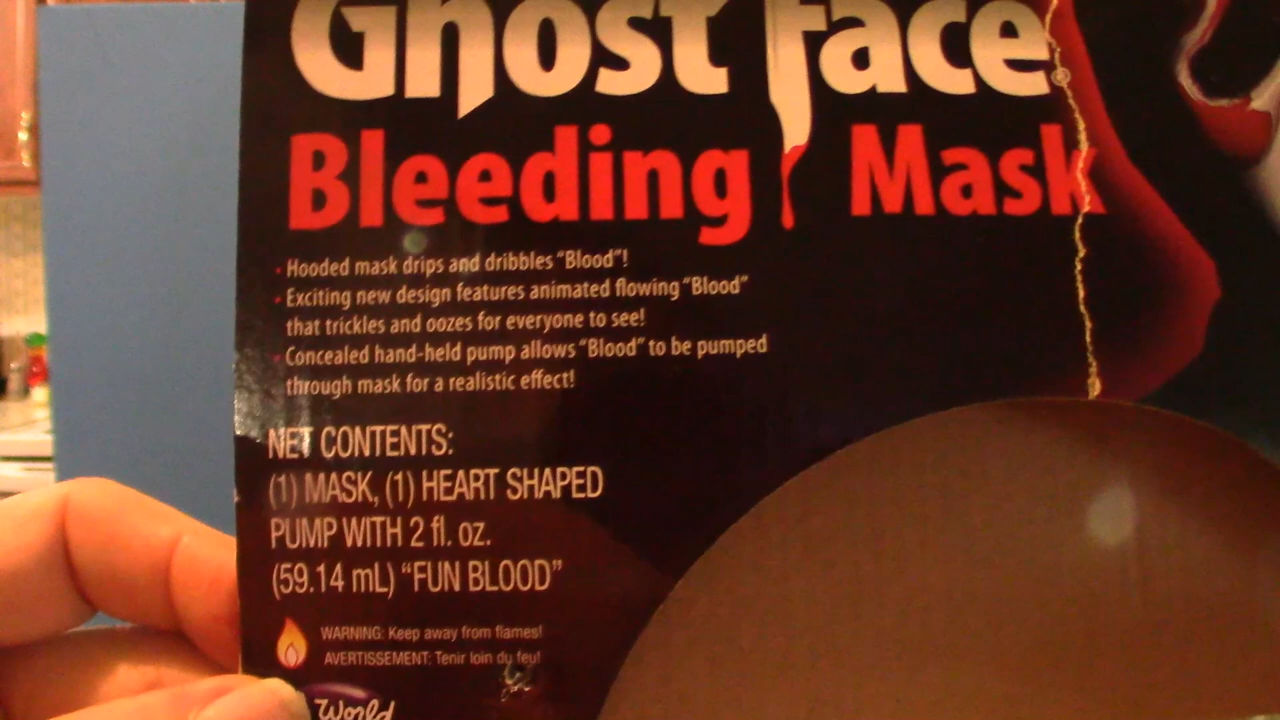 Ghost Face
Bleeding Mask
· Hooded mask drips and dribbles "Blood"!
· Exciting new design features animated flowing "Blood"
that trickles and oozes for everyone to see!
· Concealed hand-held pump allows "Blood" to be pumped
through mask for a realistic effect!
NET CONTENTS:
(1) MASK, (1) HEART SHAPED
PUMP WITH 2 fl. oz.
(59.14 mL) "FUN BLOOD"
WARNING: Keep away from flames!
AVERTISSEMENT: Tenir loin du feu!
World